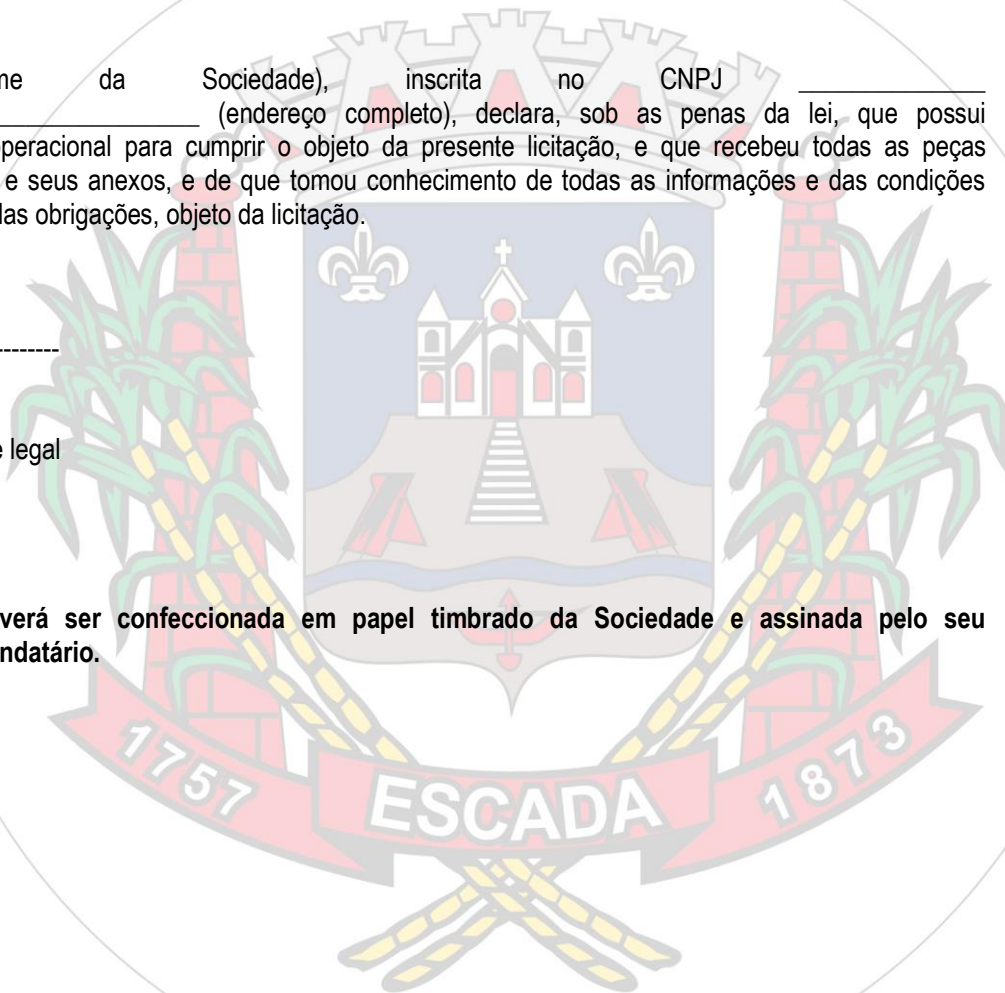 me da Sociedade), inscrita no CNPJ _______________
________________ (endereço completo), declara, sob as penas da lei, que possui
operacional para cumprir o objeto da presente licitação, e que recebeu todas as peças
e seus anexos, e de que tomou conhecimento de todas as informações e das condições
das obrigações, objeto da licitação.
--------
e legal
verá ser confeccionada em papel timbrado da Sociedade e assinada pelo seu
ndatário.
1757 ESCADA 1873